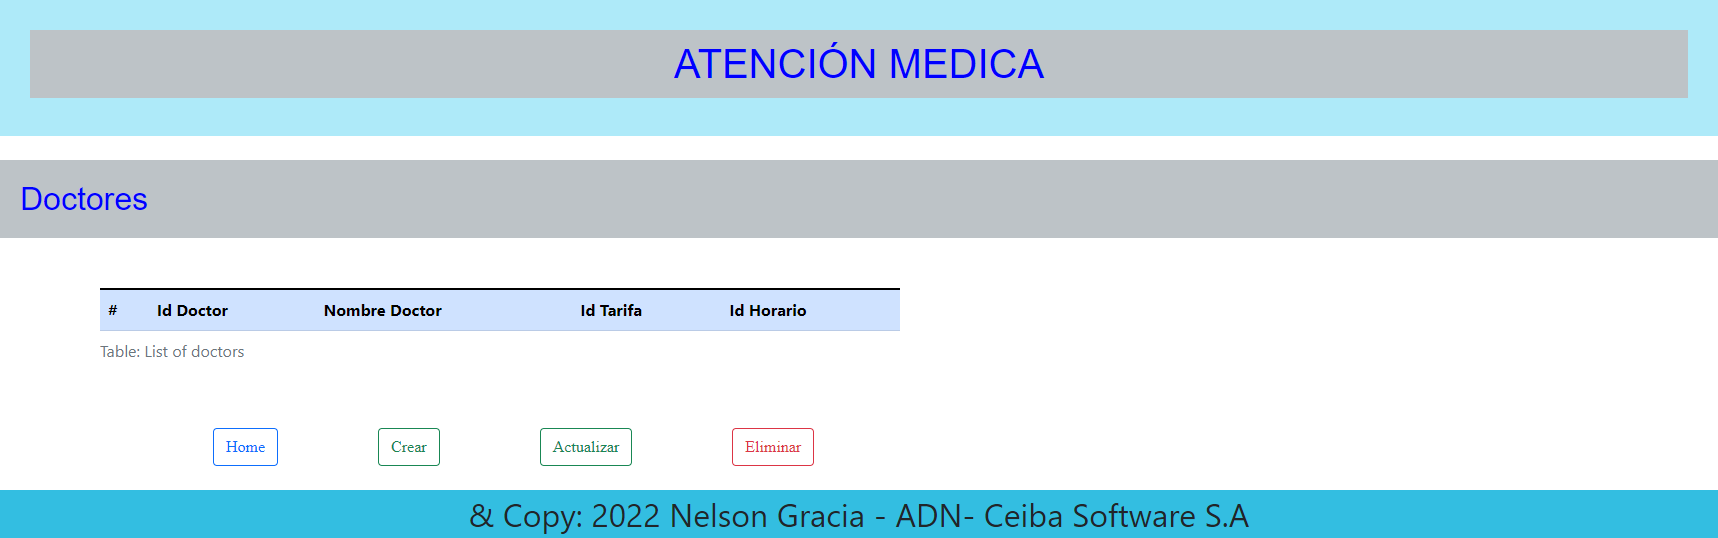 ATENCIÓN MEDICA
Doctores
# Id Doctor Nombre Doctor Id Tarifa Id Horario
Table: List of doctors
Home Crear Actualizar Eliminar
& Copy: 2022 Nelson Gracia - ADN- Ceiba Software S.A